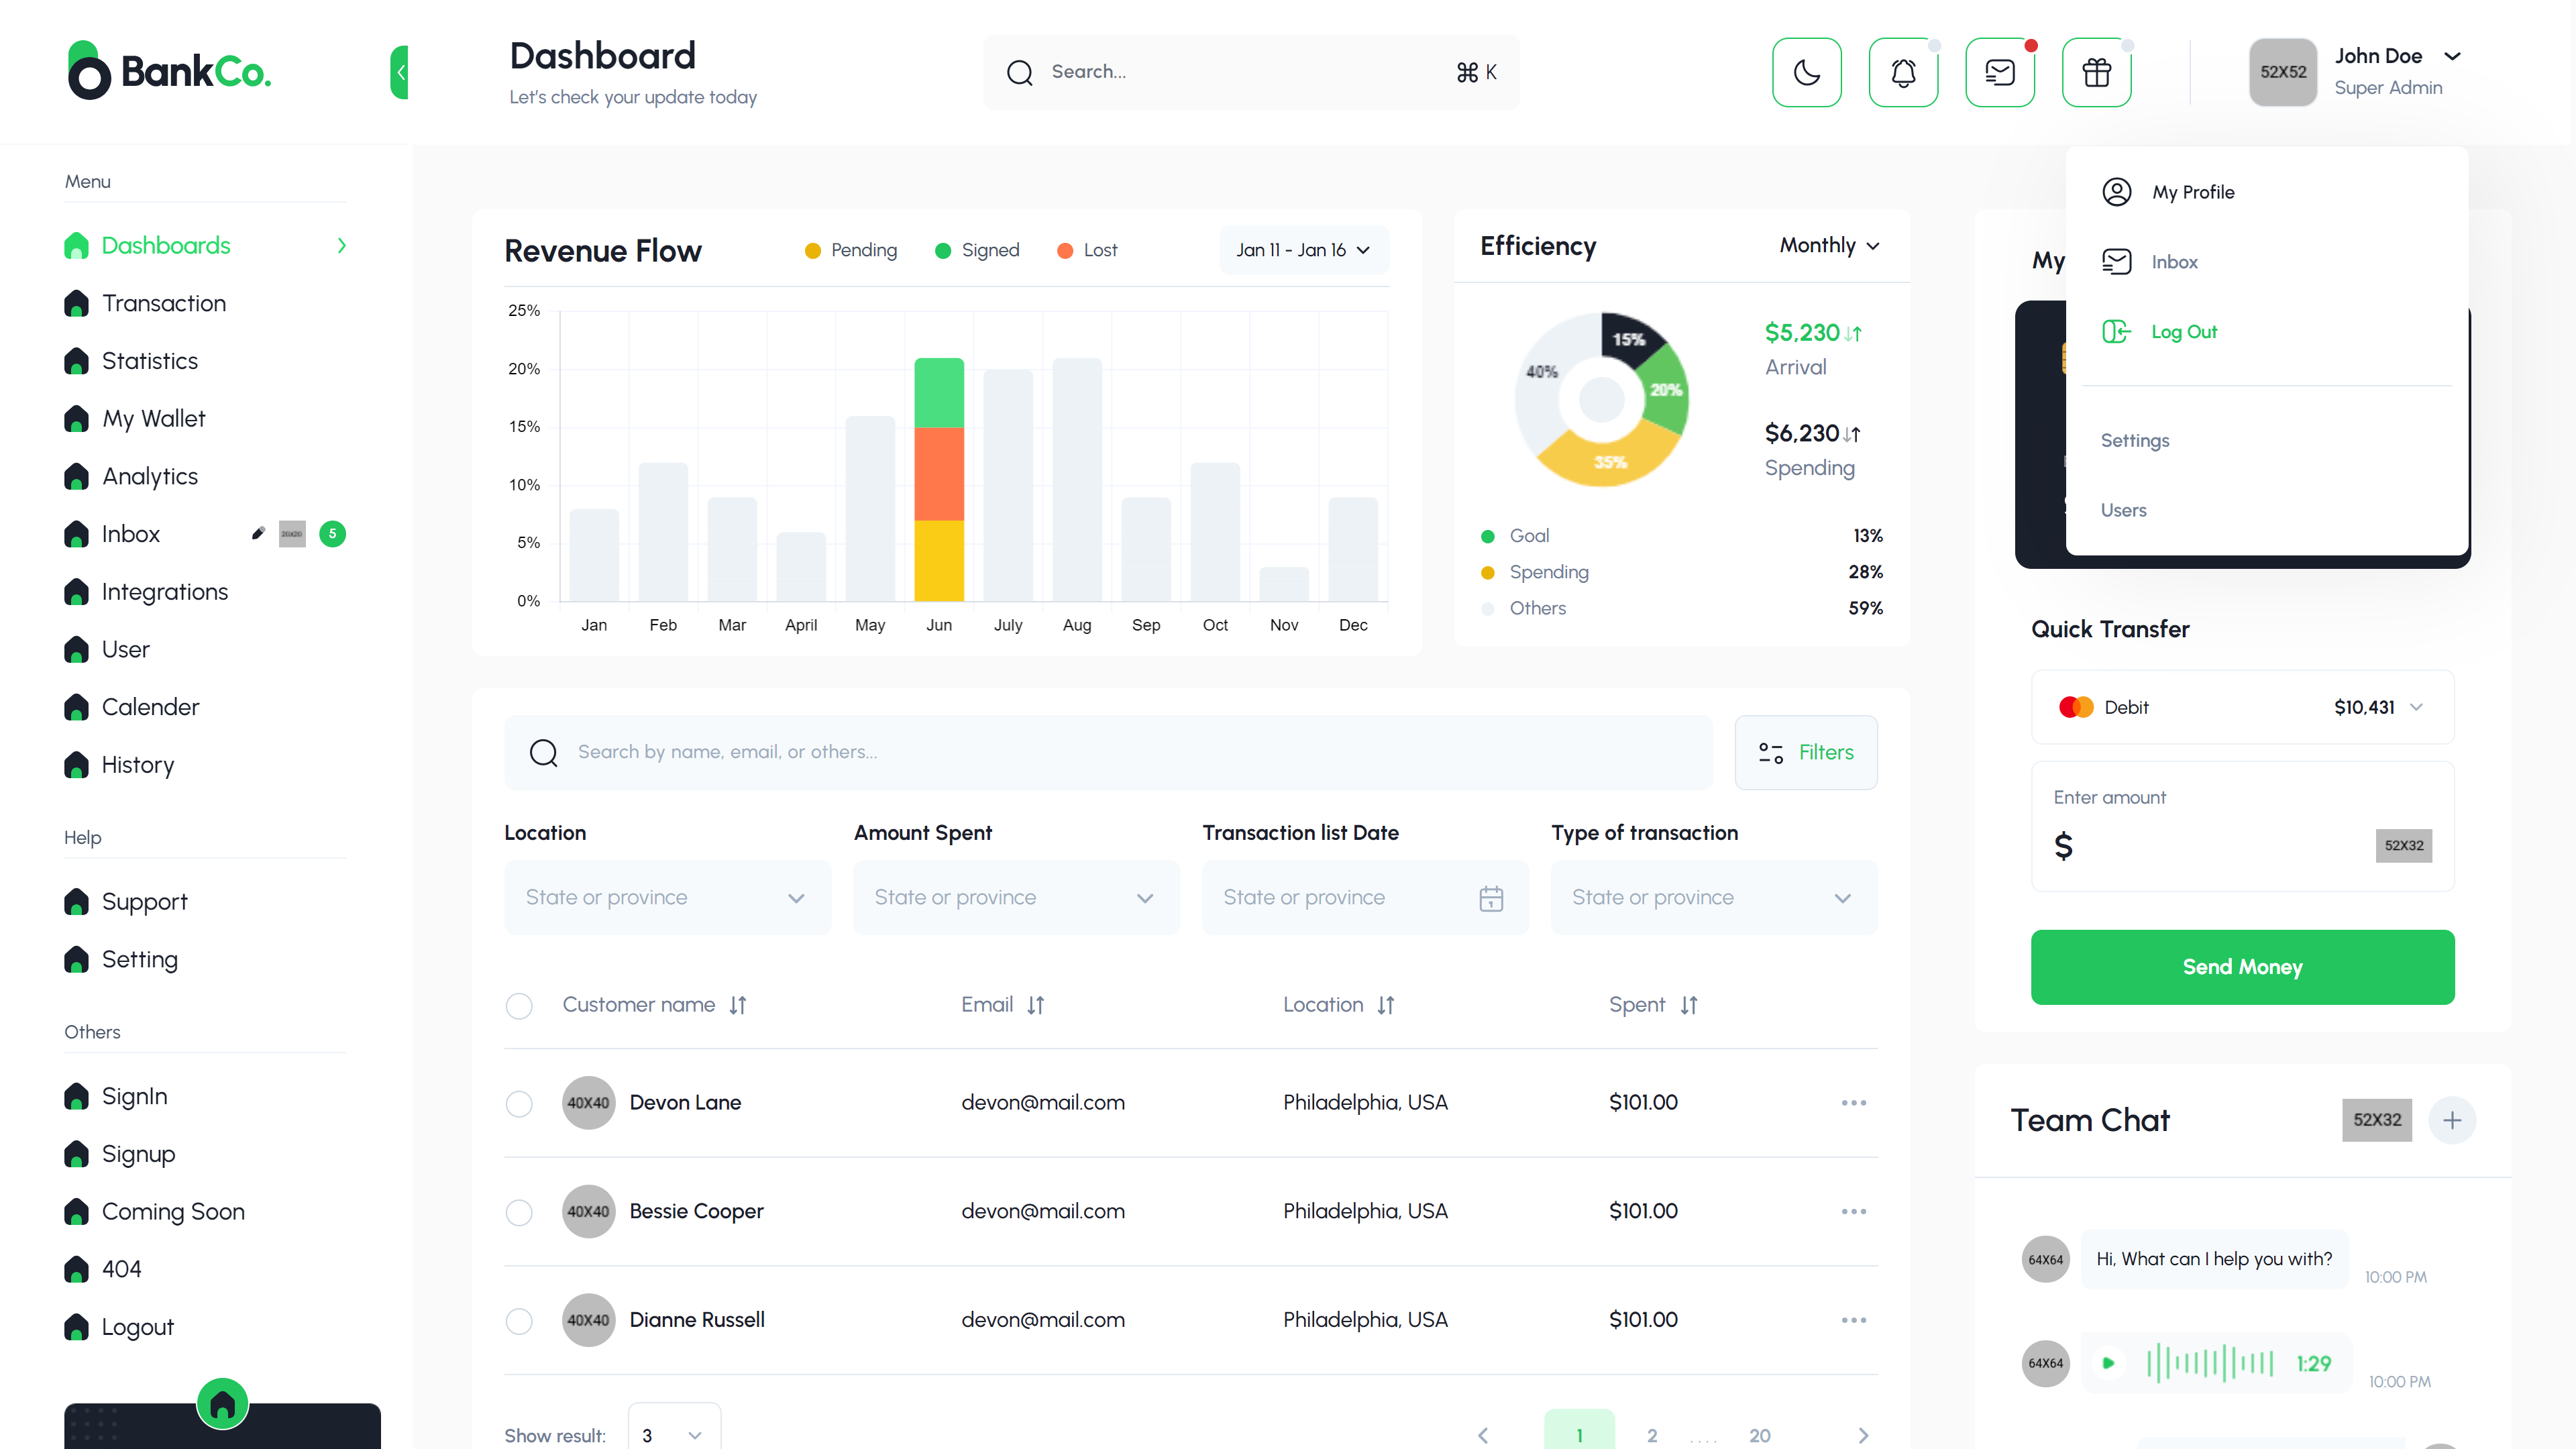 BankCo.
Dashboard
Let's check your update today
Search...
⌘ K
52X52
John Doe
Super Admin
Menu
Dashboards
Transaction
Statistics
My Wallet
Analytics
Inbox
20X20
5
Integrations
User
Calender
History
Help
Support
Setting
Others
SignIn
Signup
Coming Soon
404
Logout
Revenue Flow
Pending
Signed
Lost
Jan 11 - Jan 16
25%
20%
15%
10%
5%
0%
Jan
Feb
Mar
April
May
Jun
July
Aug
Sep
Oct
Nov
Dec
Efficiency
Monthly
15%
20%
35%
40%
$5,230
Arrival
$6,230
Spending
Goal
13%
Spending
28%
Others
59%
My
My Profile
Inbox
Log Out
Settings
Users
Quick Transfer
Debit
$10,431
Enter amount
$
52X32
Send Money
Search by name, email, or others...
Filters
Location
Amount Spent
Transaction list Date
Type of transaction
State or province
State or province
State or province
1
State or province
Customer name
Email
Location
Spent
40X40
Devon Lane
devon@mail.com
Philadelphia, USA
$101.00
40X40
Bessie Cooper
devon@mail.com
Philadelphia, USA
$101.00
40X40
Dianne Russell
devon@mail.com
Philadelphia, USA
$101.00
Show result:
3
1
2
....
20
Team Chat
52X32
64X64
Hi, What can I help you with?
10:00 PM
64X64
1:29
10:00 PM